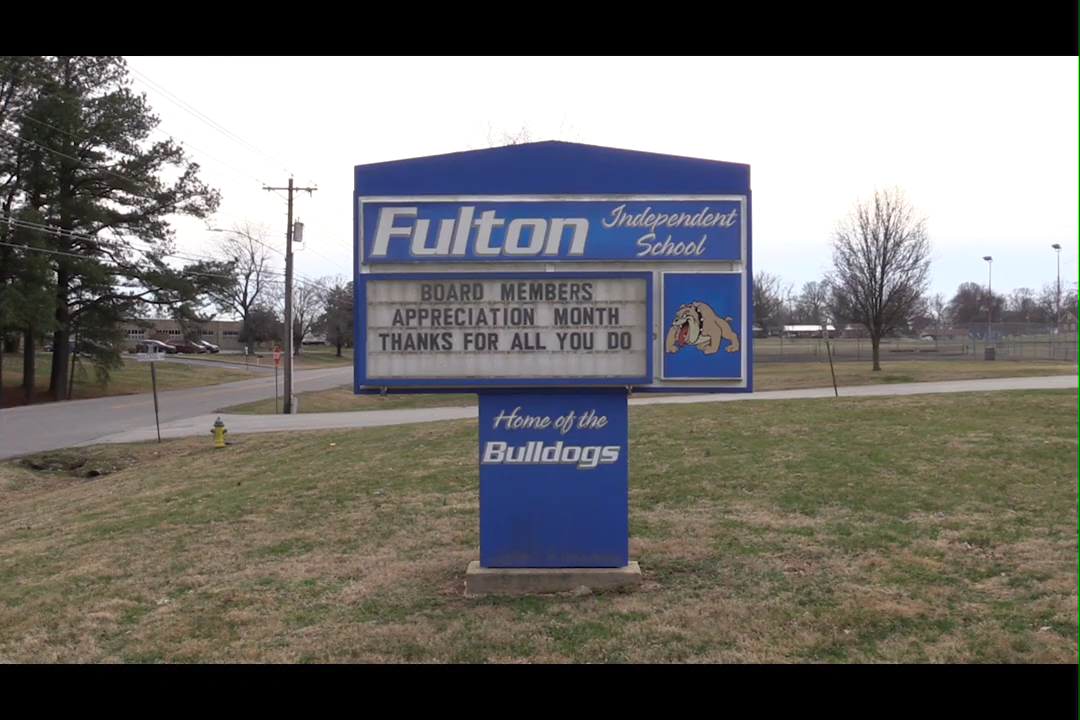 Fulton
Independent
School
BOARD MEMBERS
APPRECIATION MONTH
THANKS FOR ALL YOU DO
Home of the
Bulldogs